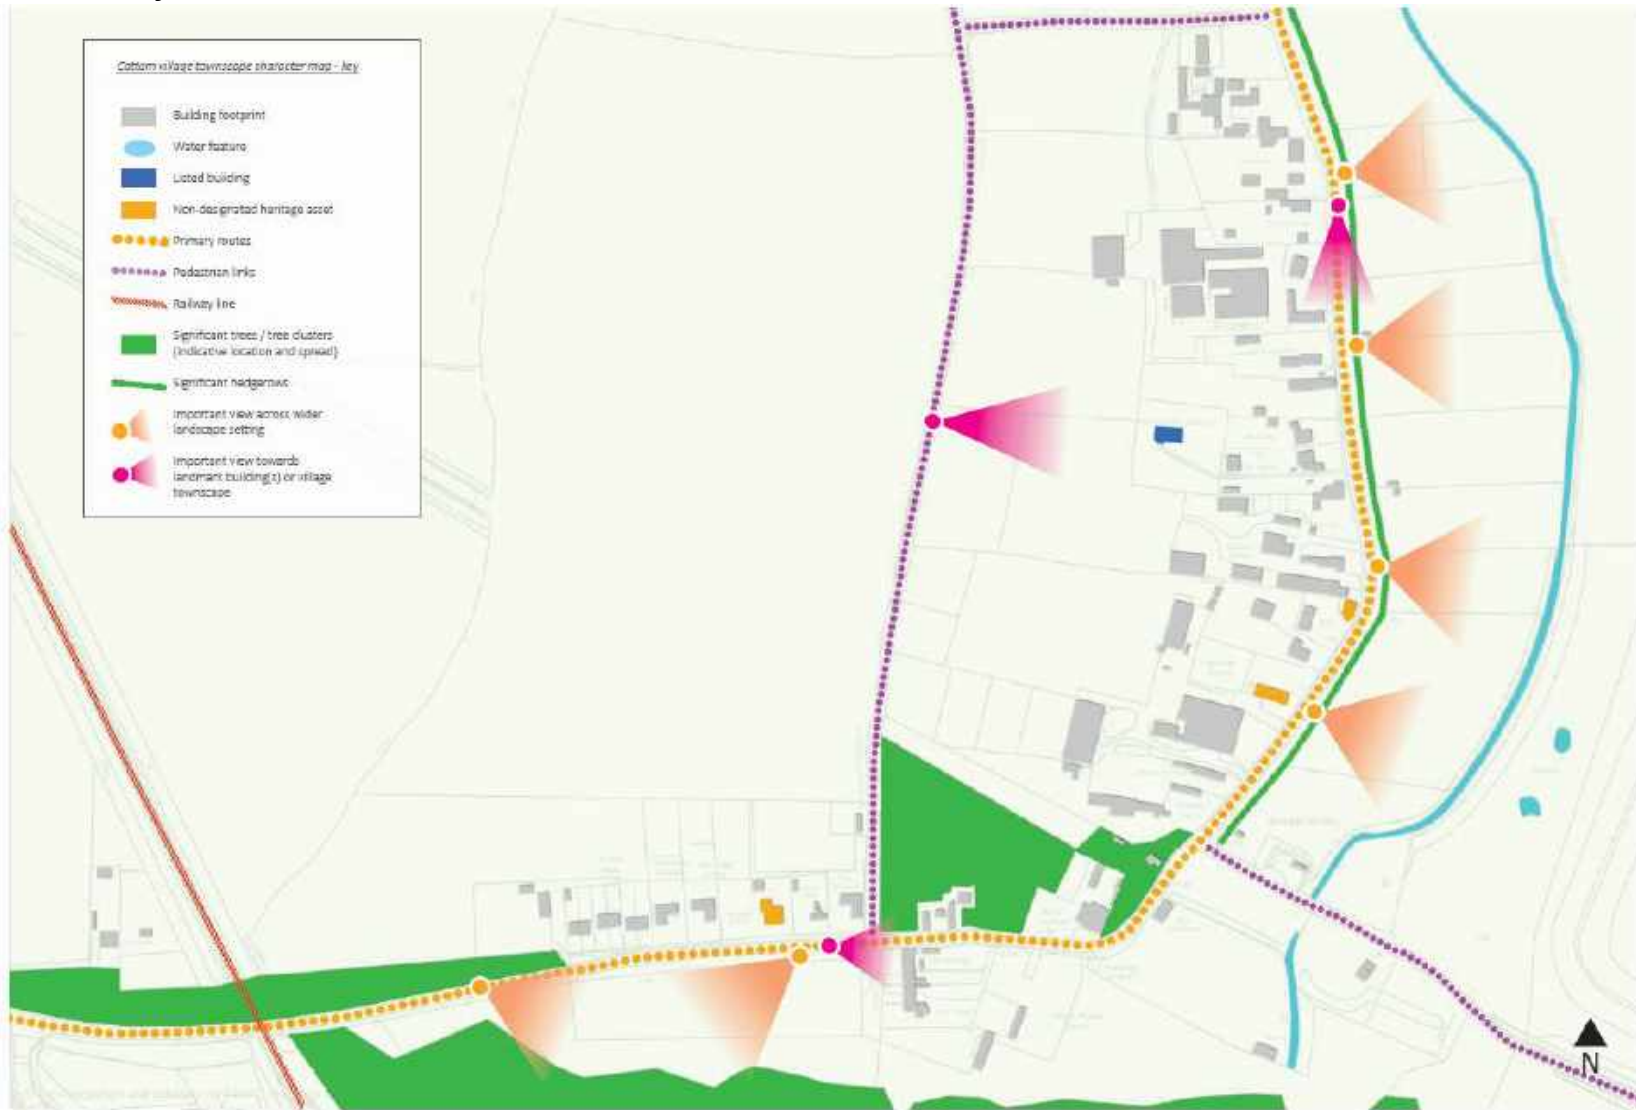 Cottam village townscape character map - key
Building footprint
Water feature
Listed building
Non-designated heritage asset
Primary routes
Pedestrian links
Railway line
Significant trees / tree clusters
(indicative location and spread)
Significant hedgerows
Important view across wider
landscape setting
Important view towards
landmark building(s) or village
townscape
N